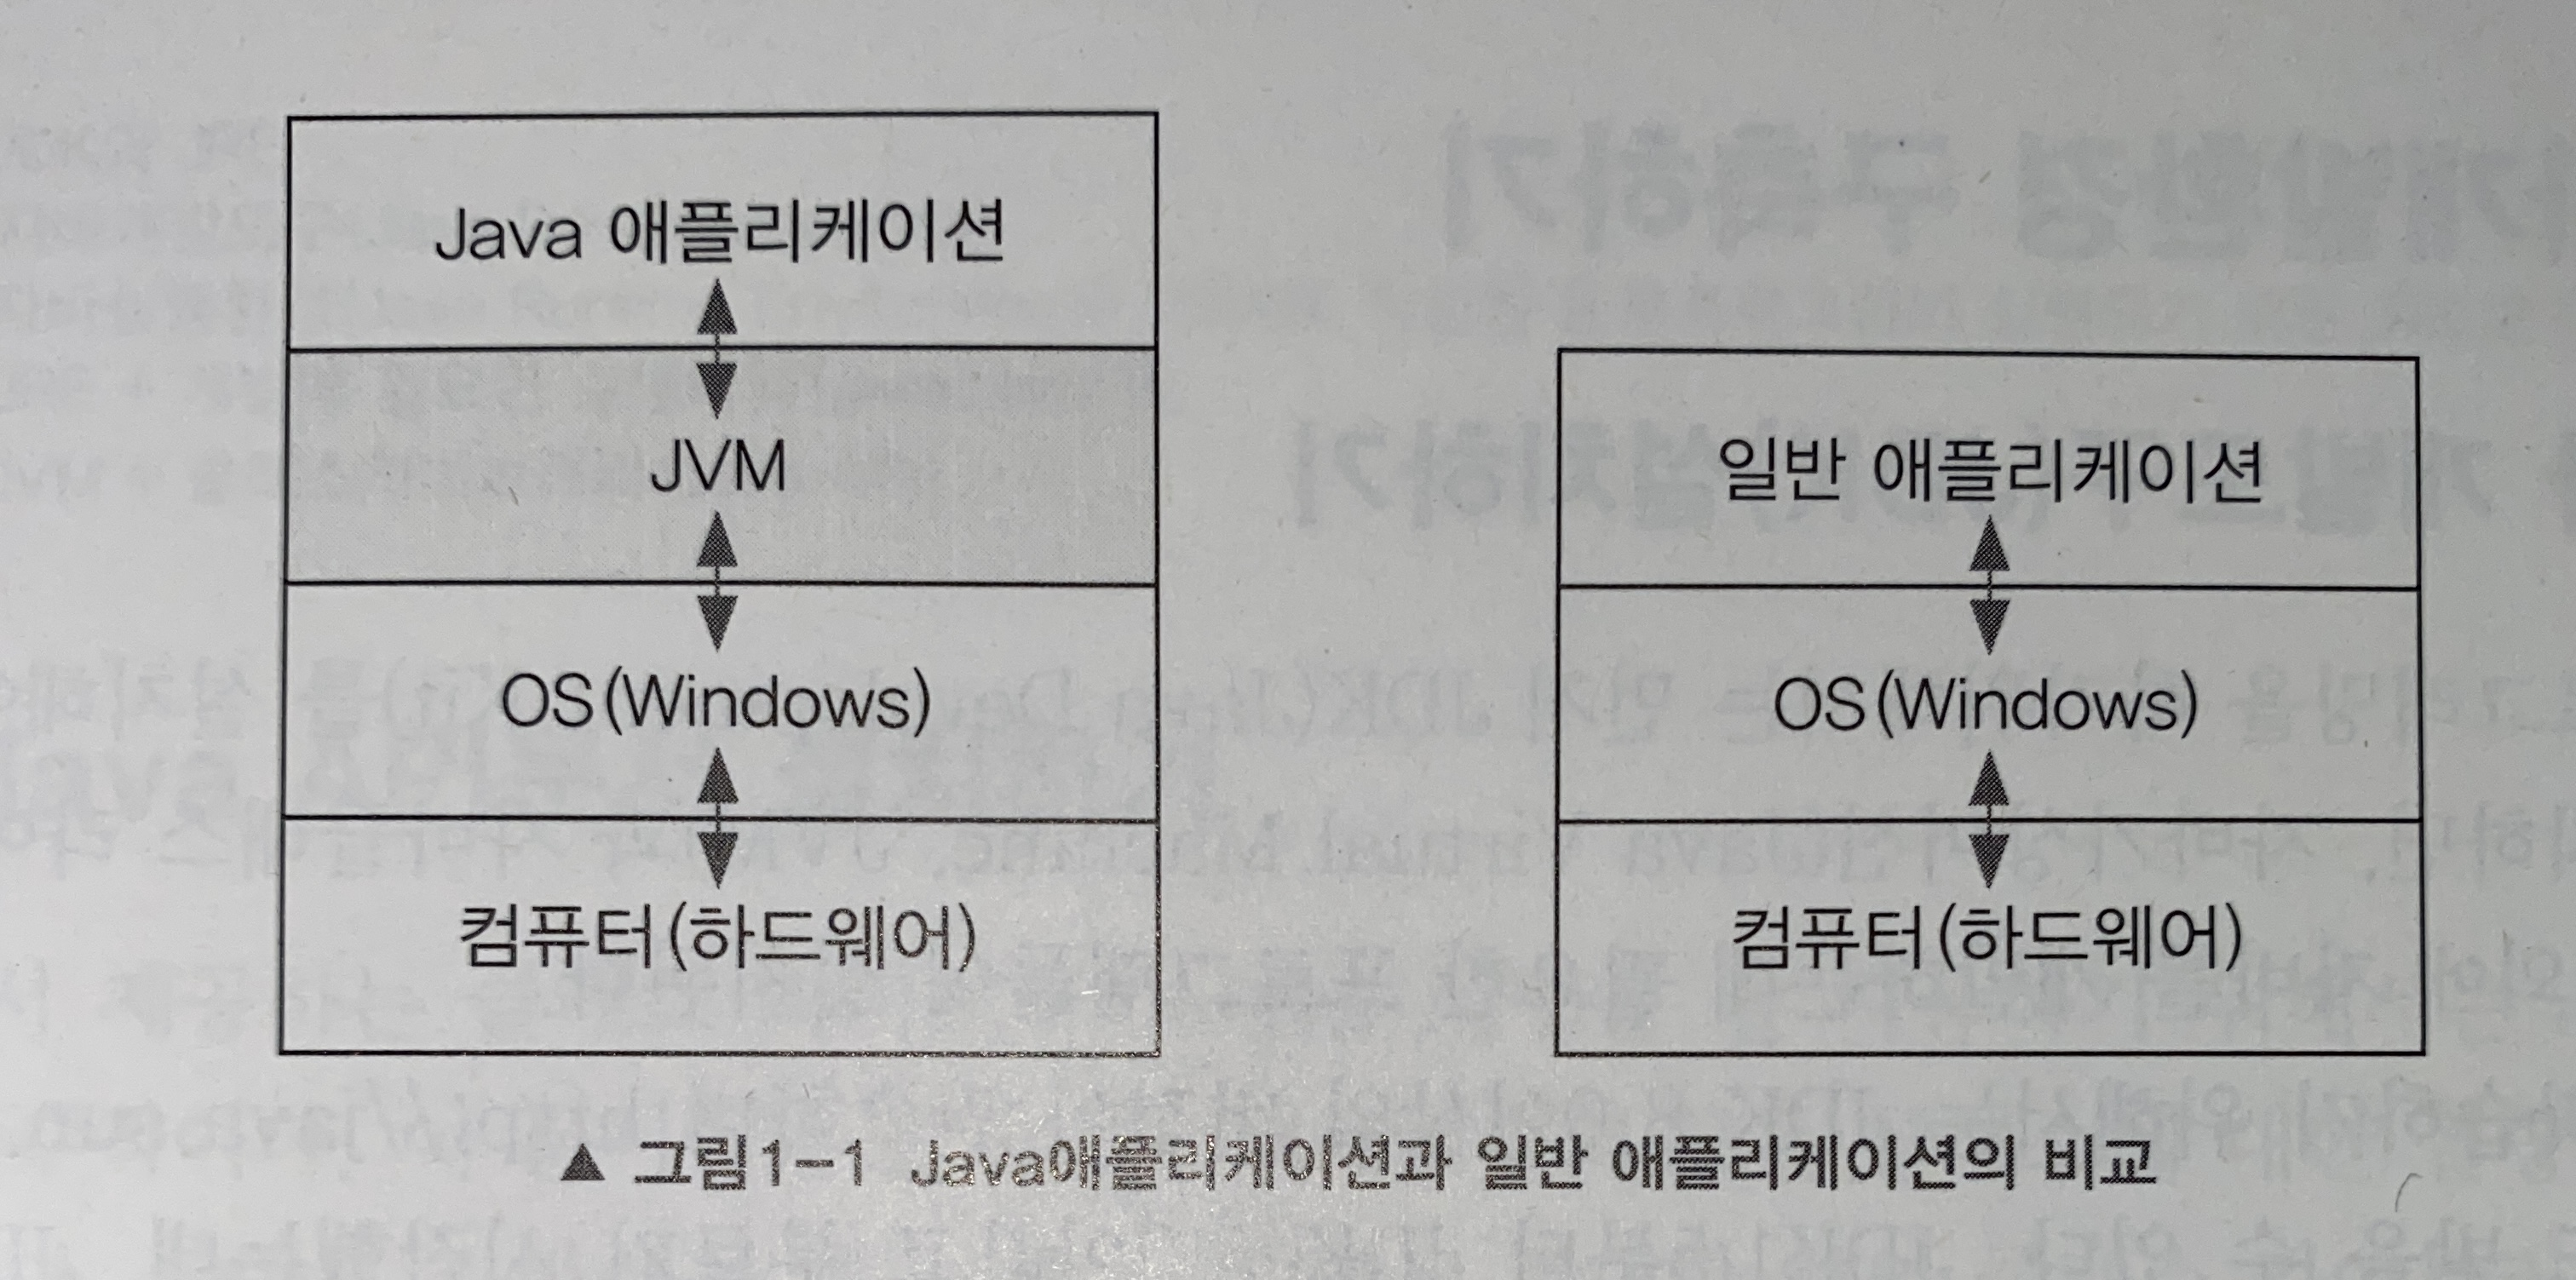 Java 애플리케이션
JVM
OS(Windows)
컴퓨터(하드웨어)
일반 애플리케이션
OS(Windows)
컴퓨터(하드웨어)
▲ 그림1-1 Java애플리케이션과 일반 애플리케이션의 비교